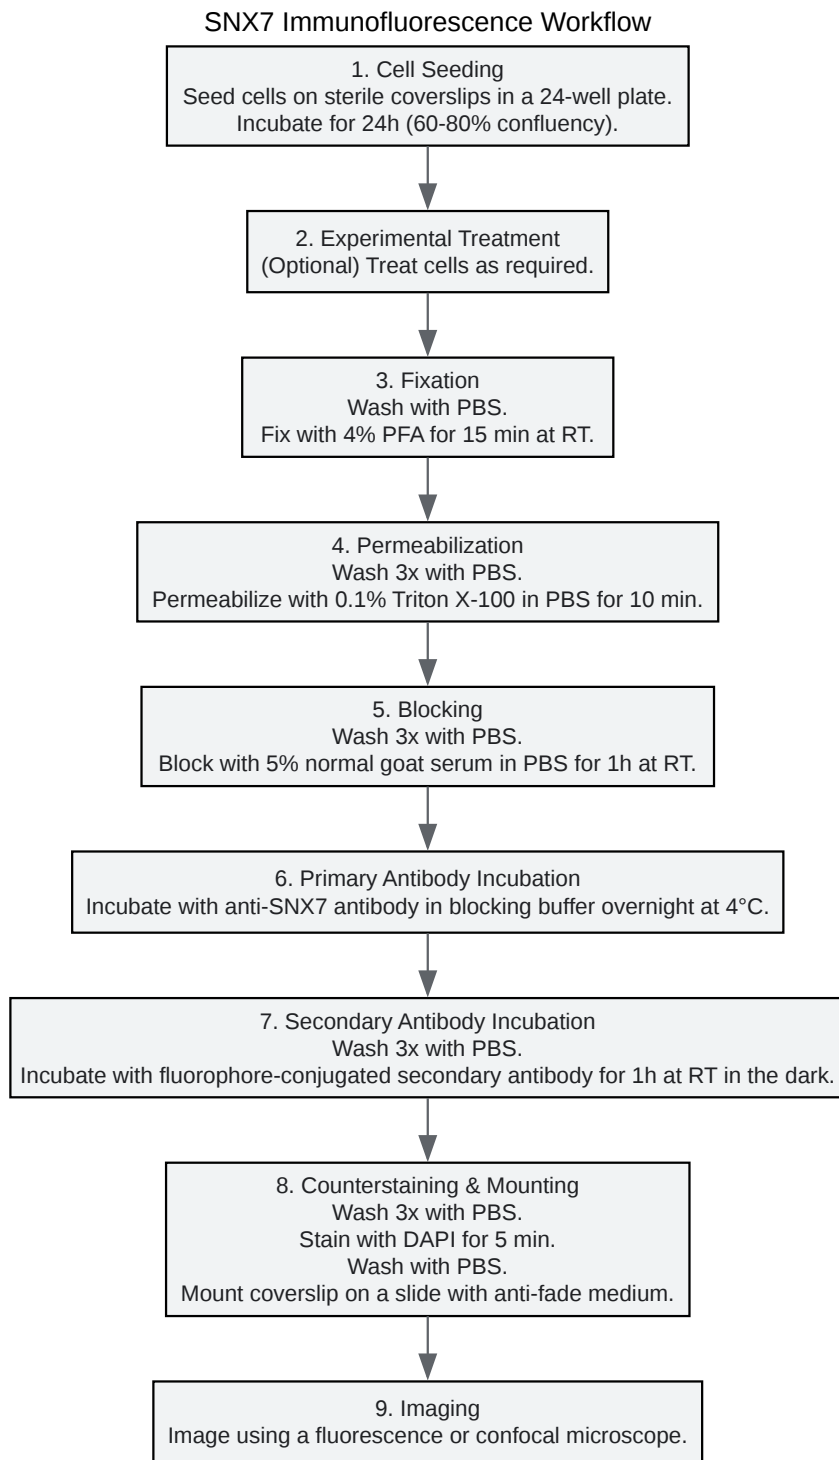 SNX7 Immunofluorescence Workflow
1. Cell Seeding
Seed cells on sterile coverslips in a 24-well plate.
Incubate for 24h (60-80% confluency).
2. Experimental Treatment
(Optional) Treat cells as required.
3. Fixation
Wash with PBS.
Fix with 4% PFA for 15 min at RT.
4. Permeabilization
Wash 3x with PBS.
Permeabilize with 0.1% Triton X-100 in PBS for 10 min.
5. Blocking
Wash 3x with PBS.
Block with 5% normal goat serum in PBS for 1h at RT.
6. Primary Antibody Incubation
Incubate with anti-SNX7 antibody in blocking buffer overnight at 4°C.
7. Secondary Antibody Incubation
Wash 3x with PBS.
Incubate with fluorophore-conjugated secondary antibody for 1h at RT in the dark.
8. Counterstaining & Mounting
Wash 3x with PBS.
Stain with DAPI for 5 min.
Wash with PBS.
Mount coverslip on a slide with anti-fade medium.
9. Imaging
Image using a fluorescence or confocal microscope.